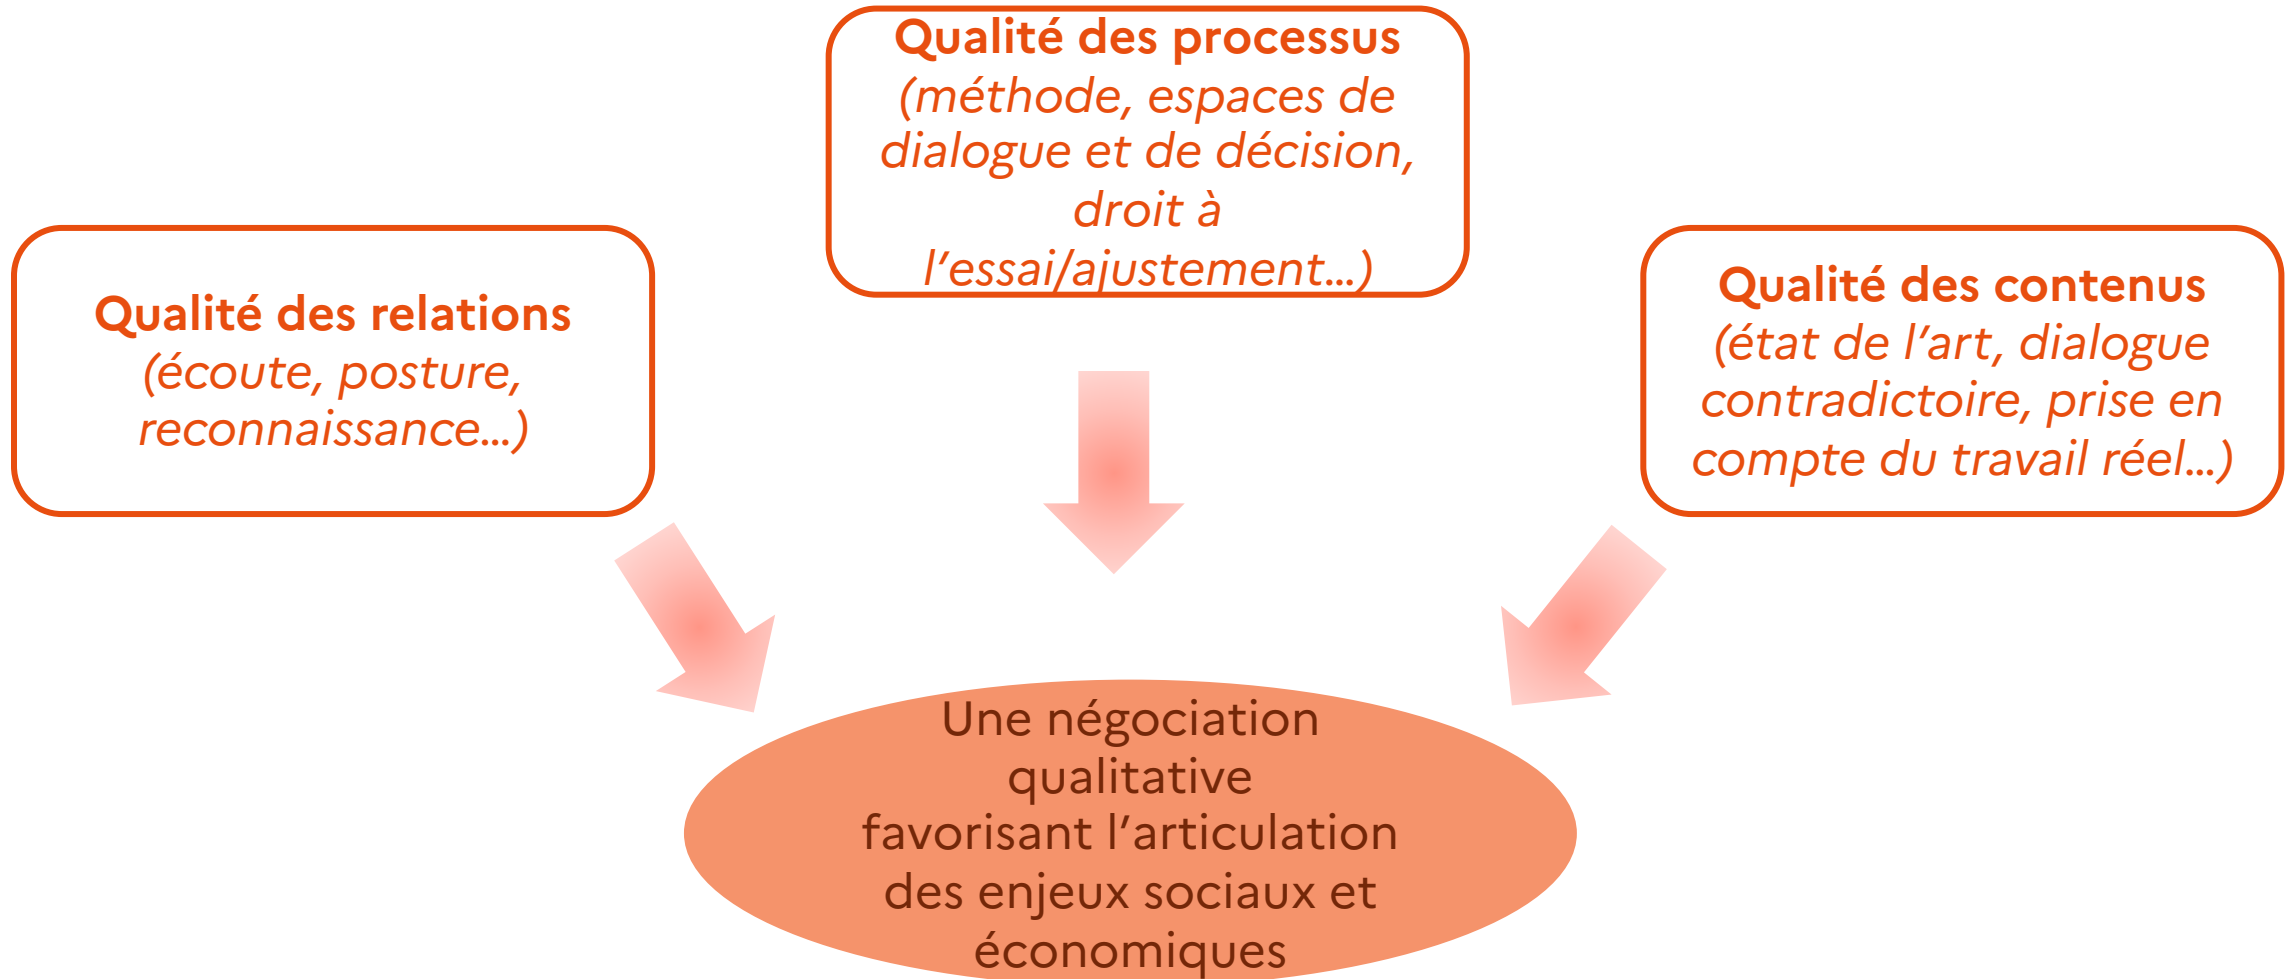 Qualité des processus
(méthode, espaces de
dialogue et de décision,
droit à
l’essai/ajustement…)
Qualité des relations
(écoute, posture,
reconnaissance…)
Qualité des contenus
(état de l’art, dialogue
contradictoire, prise en
compte du travail réel…)
Une négociation
qualitative
favorisant l’articulation
des enjeux sociaux et
économiques